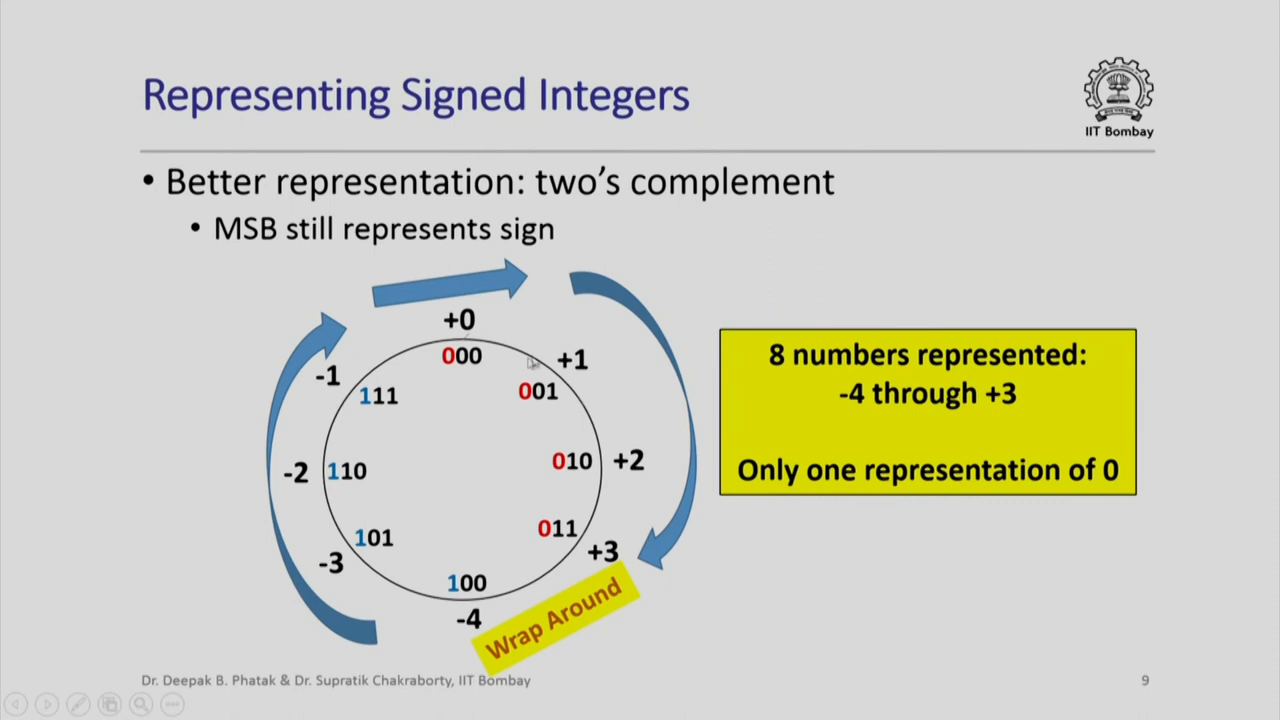 Representing Signed Integers
IIT Bombay
• Better representation: two's complement
• MSB still represents sign
+0
000
+1
001
-1
111
+2
010
-2
110
+3
011
-3
101
100
-4
Wrap Around
8 numbers represented:
-4 through +3
Only one representation of 0
Dr. Deepak B. Phatak & Dr. Supratik Chakraborty, IIT Bombay
9